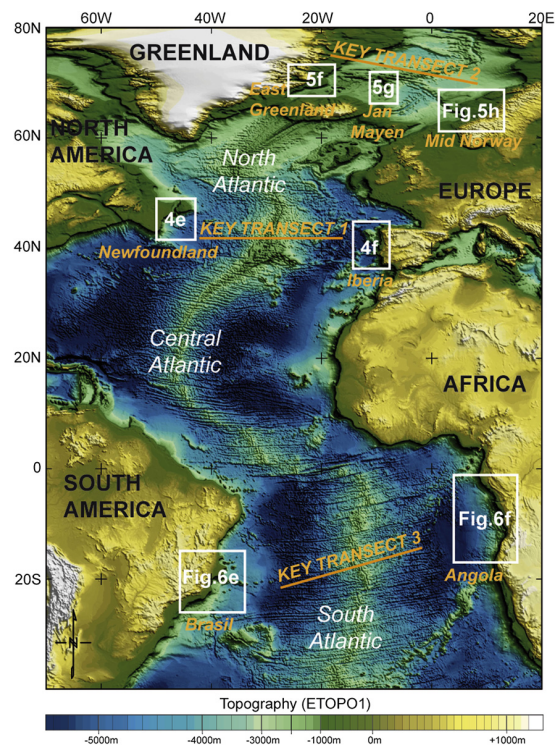 60W
40W
20W
0
20E
80N
GREENLAND
KEY TRANSECT 2
5f
5g
East
Greenland
Jan
Mayen
Fig.5h
Mid Norway
60N
NORTH
AMERICA
North
Atlantic
EUROPE
4e
KEY TRANSECT 1
4f
40N
Newfoundland
Iberia
Central
Atlantic
20N
AFRICA
0
SOUTH
AMERICA
Fig.6f
KEY TRANSECT 3
Fig.6e
Angola
20S
Brasil
South
Atlantic
N
Topography (ETOPO1)
-5000m
-4000m
-3000m
-1000m
0m
+1000m